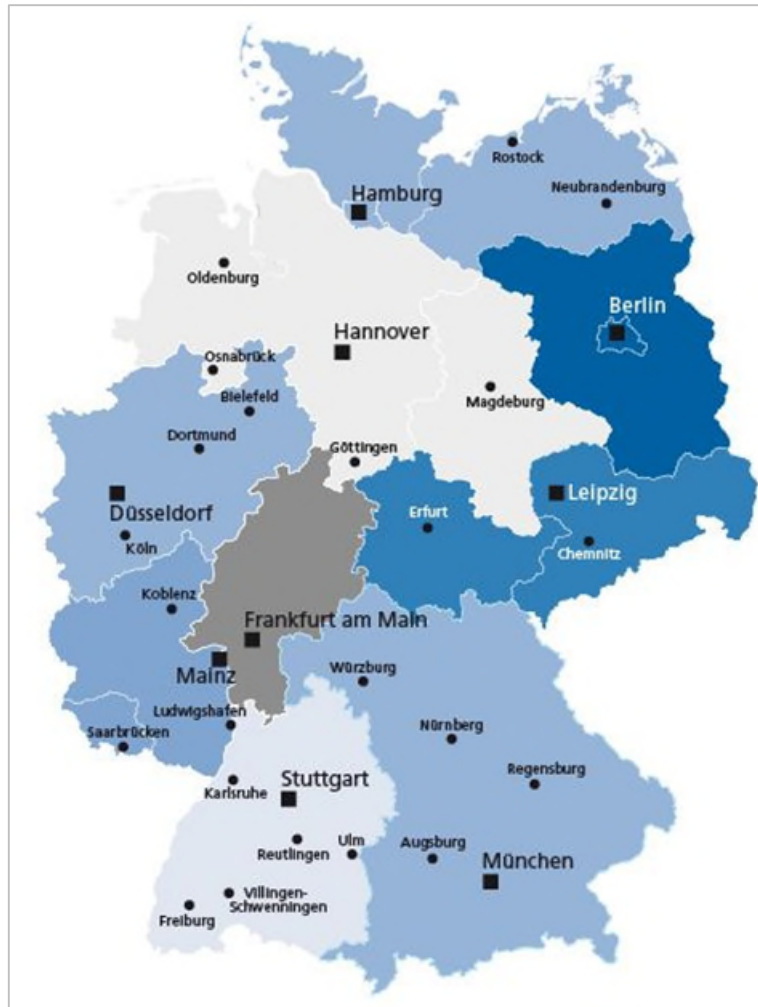 Rostock
Hamburg
Neubrandenburg
Oldenburg
Berlin
Hannover
Osnabrück
Magdeburg
Bielefeld
Dortmund
Göttingen
Leipzig
Düsseldorf
Erfurt
Köln
Chemnitz
Koblenz
Frankfurt am Main
Mainz
Würzburg
Ludwigshafen
Saarbrücken
Nürnberg
Regensburg
Stuttgart
Karlsruhe
Reutlingen
Ulm
Augsburg
München
Villingen-
Schwenningen
Freiburg